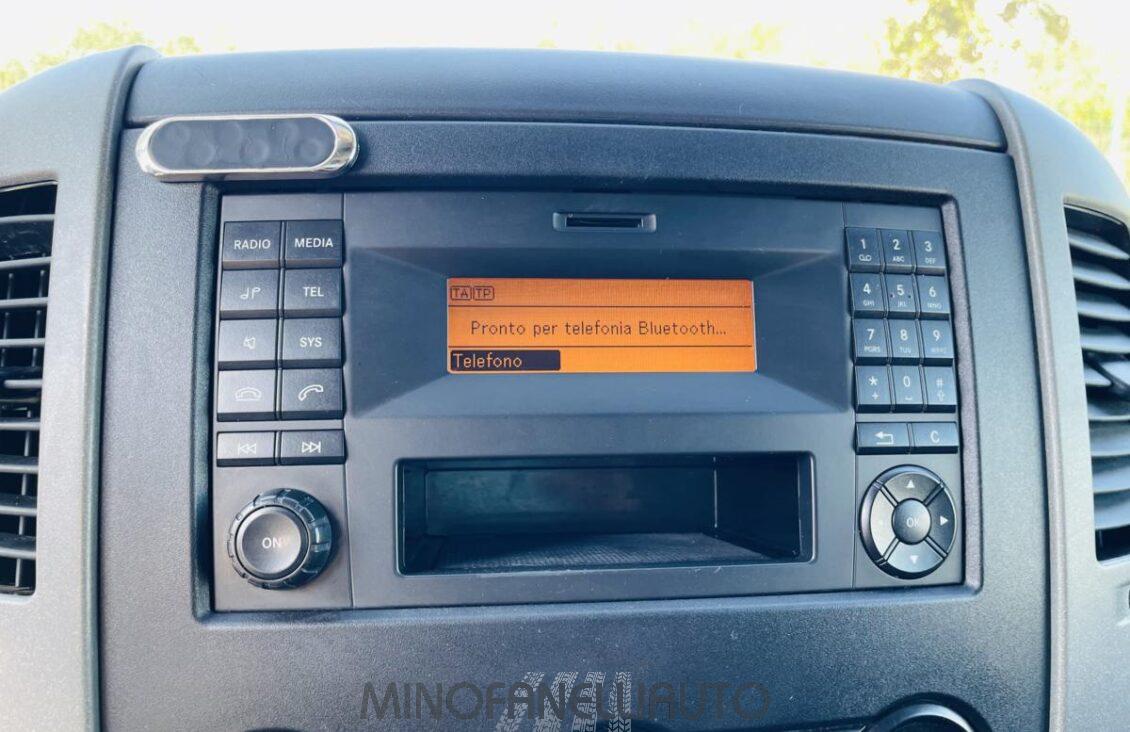 RADIO MEDIA
TEL
SYS
TA TP
Pronto per telefonia Bluetooth...
Telefono
1 2 ABC 3 DEF
4 GHI 5 JKL 6 MNO
7 PQRS 8 TUV 9 WXYZ
* + 0 #
C
ON
OK
MINOFANELLIAUTO